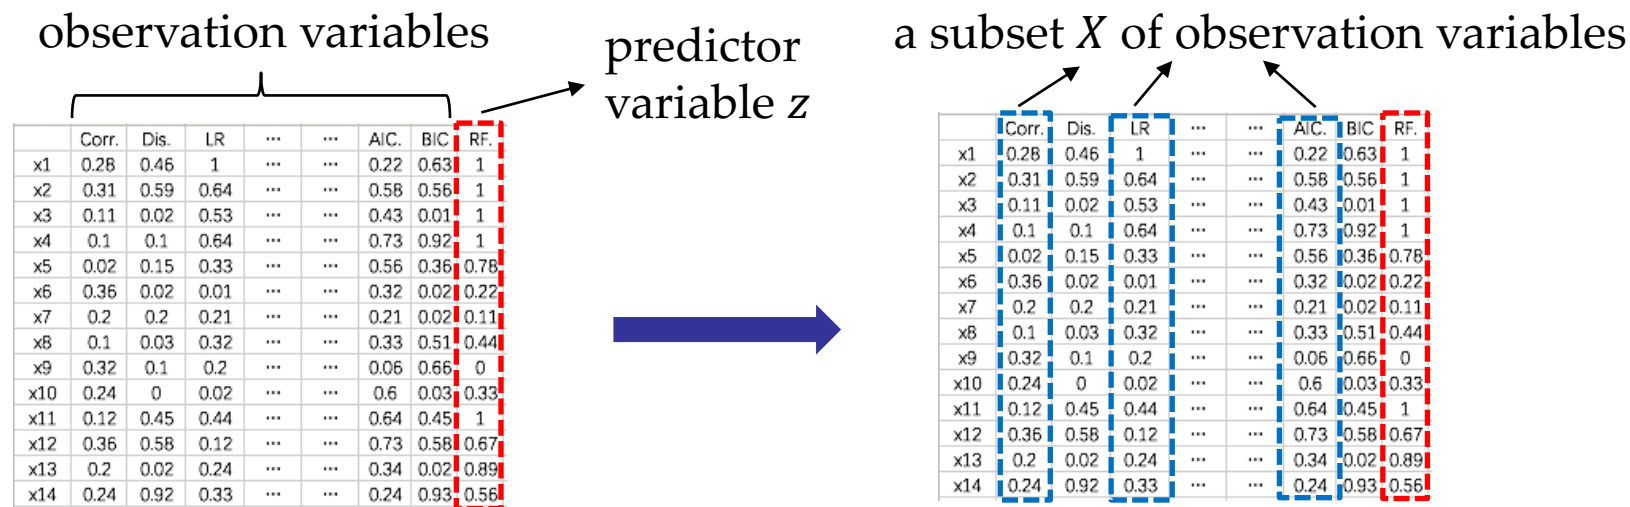 observation variables
predictor
variable z
a subset X of observation variables
Corr. Dis. LR ... ... AIC. BIC RF.
x1 0.28 0.46 1 ... ... 0.22 0.63 1
x2 0.31 0.59 0.64 ... ... 0.58 0.56 1
x3 0.11 0.02 0.53 ... ... 0.43 0.01 1
x4 0.1 0.1 0.64 ... ... 0.73 0.92 1
x5 0.02 0.15 0.33 ... ... 0.56 0.36 0.78
x6 0.36 0.02 0.01 ... ... 0.32 0.02 0.22
x7 0.2 0.2 0.21 ... ... 0.21 0.02 0.11
x8 0.1 0.03 0.32 ... ... 0.33 0.51 0.44
x9 0.32 0.1 0.2 ... ... 0.06 0.66 0
x10 0.24 0 0.02 ... ... 0.6 0.03 0.33
x11 0.12 0.45 0.44 ... ... 0.64 0.45 1
x12 0.36 0.58 0.12 ... ... 0.73 0.58 0.67
x13 0.2 0.02 0.24 ... ... 0.34 0.02 0.89
x14 0.24 0.92 0.33 ... ... 0.24 0.93 0.56
Corr. Dis. LR ... ... AIC. BIC RF.
x1 0.28 0.46 1 ... ... 0.22 0.63 1
x2 0.31 0.59 0.64 ... ... 0.58 0.56 1
x3 0.11 0.02 0.53 ... ... 0.43 0.01 1
x4 0.1 0.1 0.64 ... ... 0.73 0.92 1
x5 0.02 0.15 0.33 ... ... 0.56 0.36 0.78
x6 0.36 0.02 0.01 ... ... 0.32 0.02 0.22
x7 0.2 0.2 0.21 ... ... 0.21 0.02 0.11
x8 0.1 0.03 0.32 ... ... 0.33 0.51 0.44
x9 0.32 0.1 0.2 ... ... 0.06 0.66 0
x10 0.24 0 0.02 ... ... 0.6 0.03 0.33
x11 0.12 0.45 0.44 ... ... 0.64 0.45 1
x12 0.36 0.58 0.12 ... ... 0.73 0.58 0.67
x13 0.2 0.02 0.24 ... ... 0.34 0.02 0.89
x14 0.24 0.92 0.33 ... ... 0.24 0.93 0.56